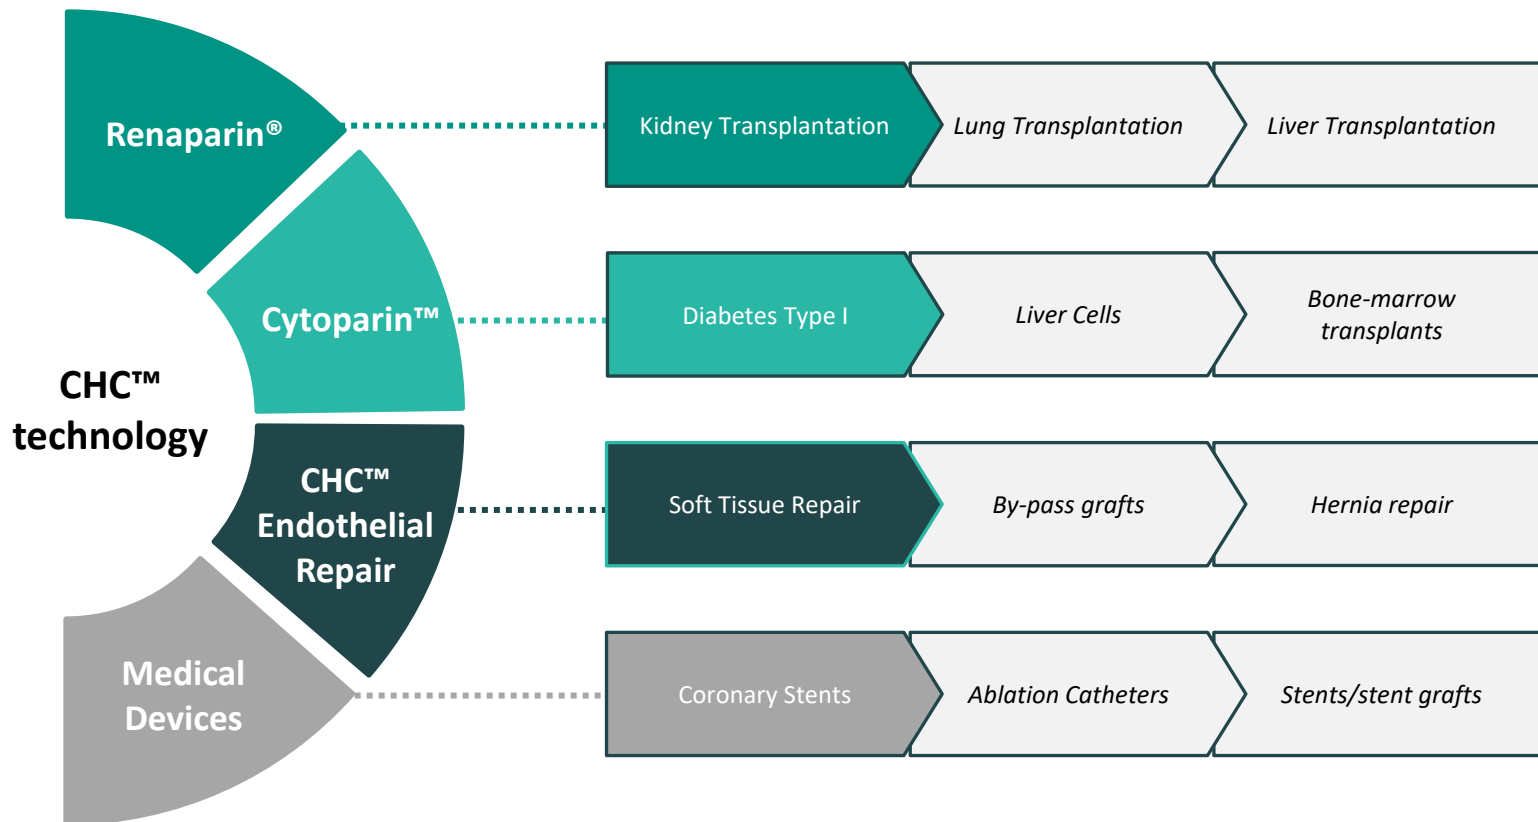 Renaparin®
Kidney Transplantation
Lung Transplantation
Liver Transplantation
Cytoparin™
Diabetes Type I
Liver Cells
Bone-marrow
transplants
CHC™
technology
CHC™
Endothelial
Repair
Soft Tissue Repair
By-pass grafts
Hernia repair
Medical
Devices
Coronary Stents
Ablation Catheters
Stents/stent grafts